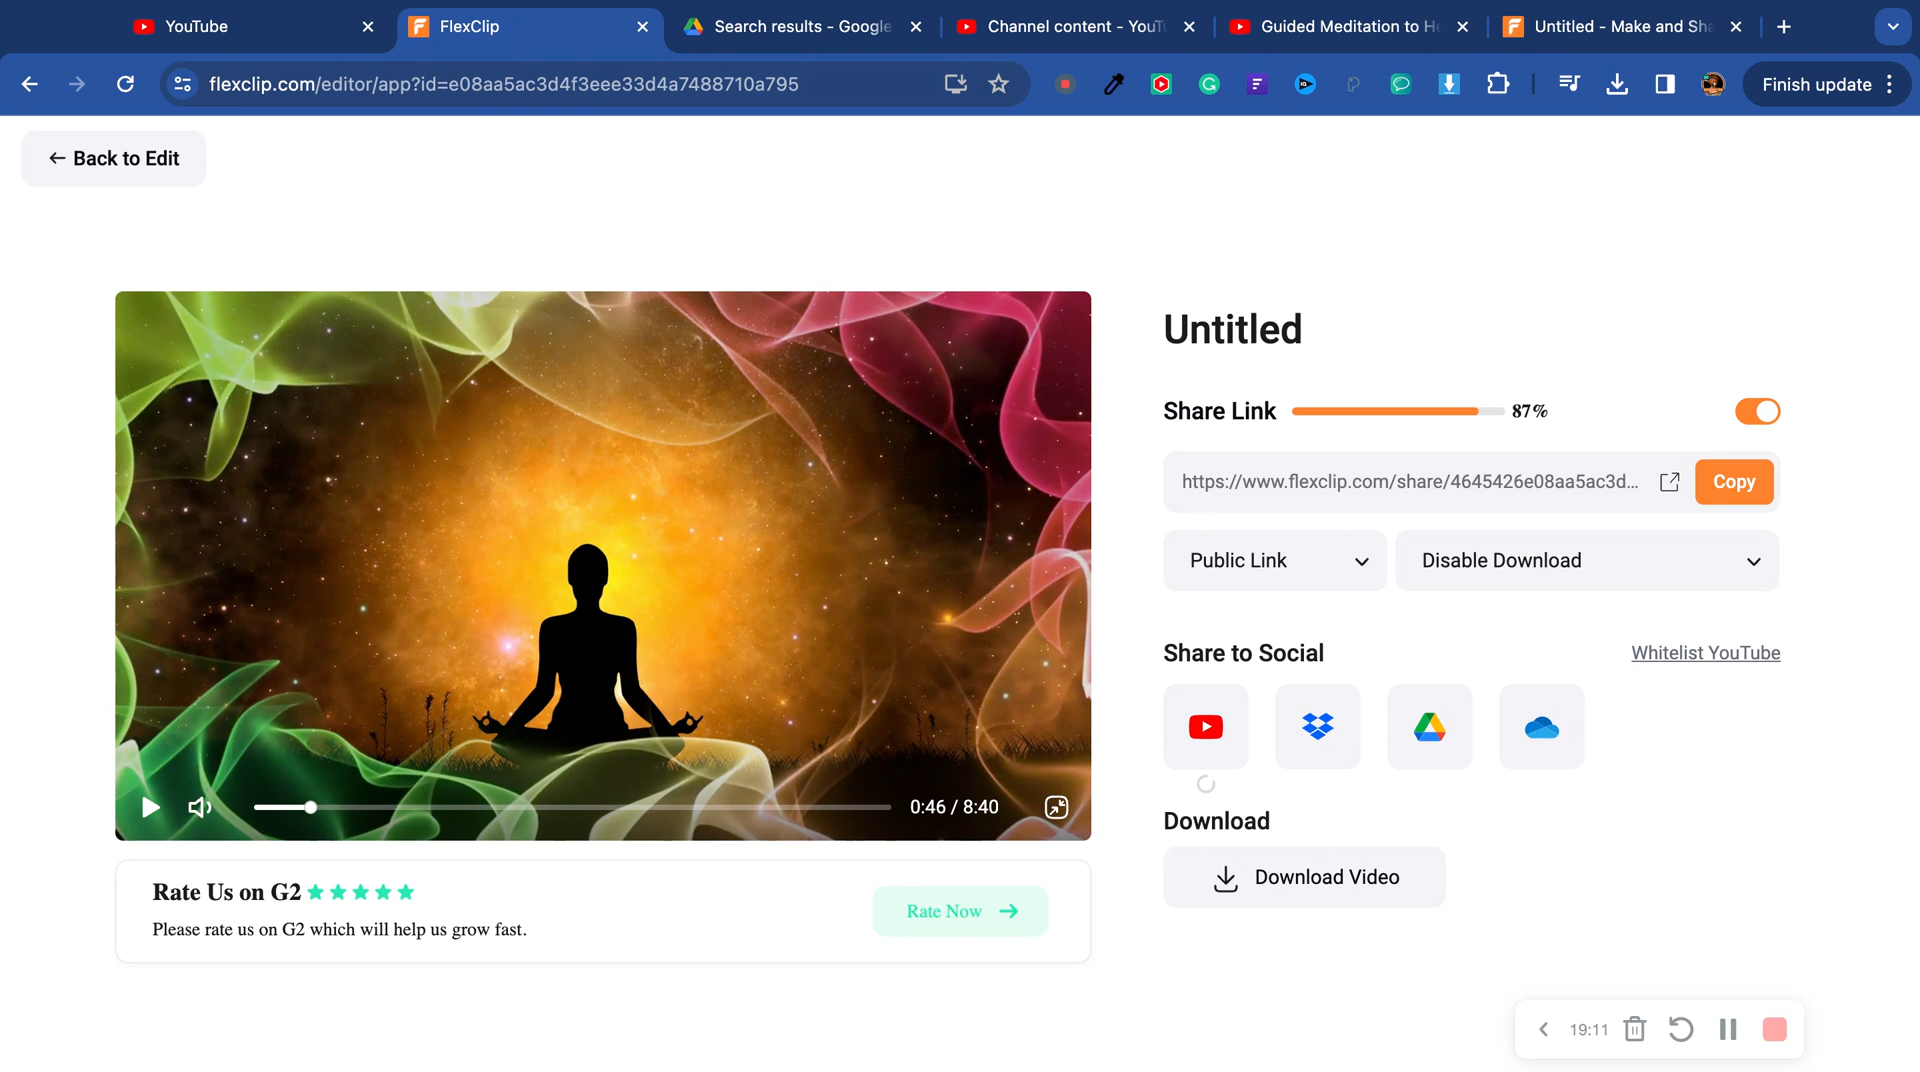 YouTube
FlexClip
Search results - Google
Channel content - YouTu
Guided Meditation to He
Untitled - Make and Sha
flexclip.com/editor/app?id=e08aa5ac3d4f3eee33d4a7488710a795
Finish update
Back to Edit
Untitled
Share Link 87%
https://www.flexclip.com/share/4645426e08aa5ac3d...
Copy
Public Link
Disable Download
Share to Social
Whitelist YouTube
0:46 / 8:40
Download
Download Video
Rate Us on G2
Please rate us on G2 which will help us grow fast.
Rate Now
19:11